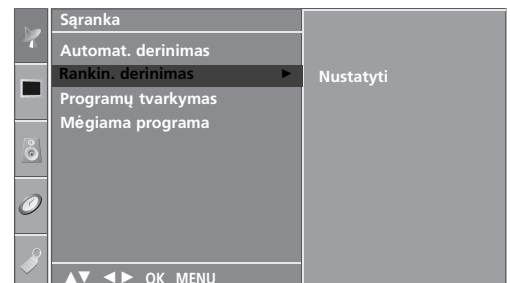 Sąranka
Automat. derinimas
Rankin. derinimas ►
Nustatyti
Programų tvarkymas
Mėgiama programa
▲▼ ◄► OK MENU